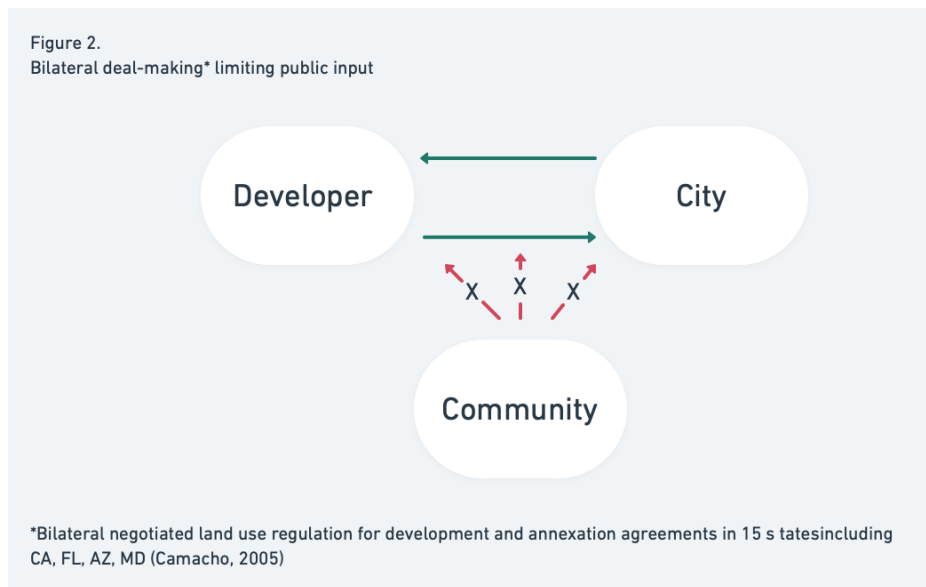 Figure 2.
Bilateral deal-making* limiting public input
Developer
City
X
X
X
Community
*Bilateral negotiated land use regulation for development and annexation agreements in 15 s tatesincluding
CA, FL, AZ, MD (Camacho, 2005)